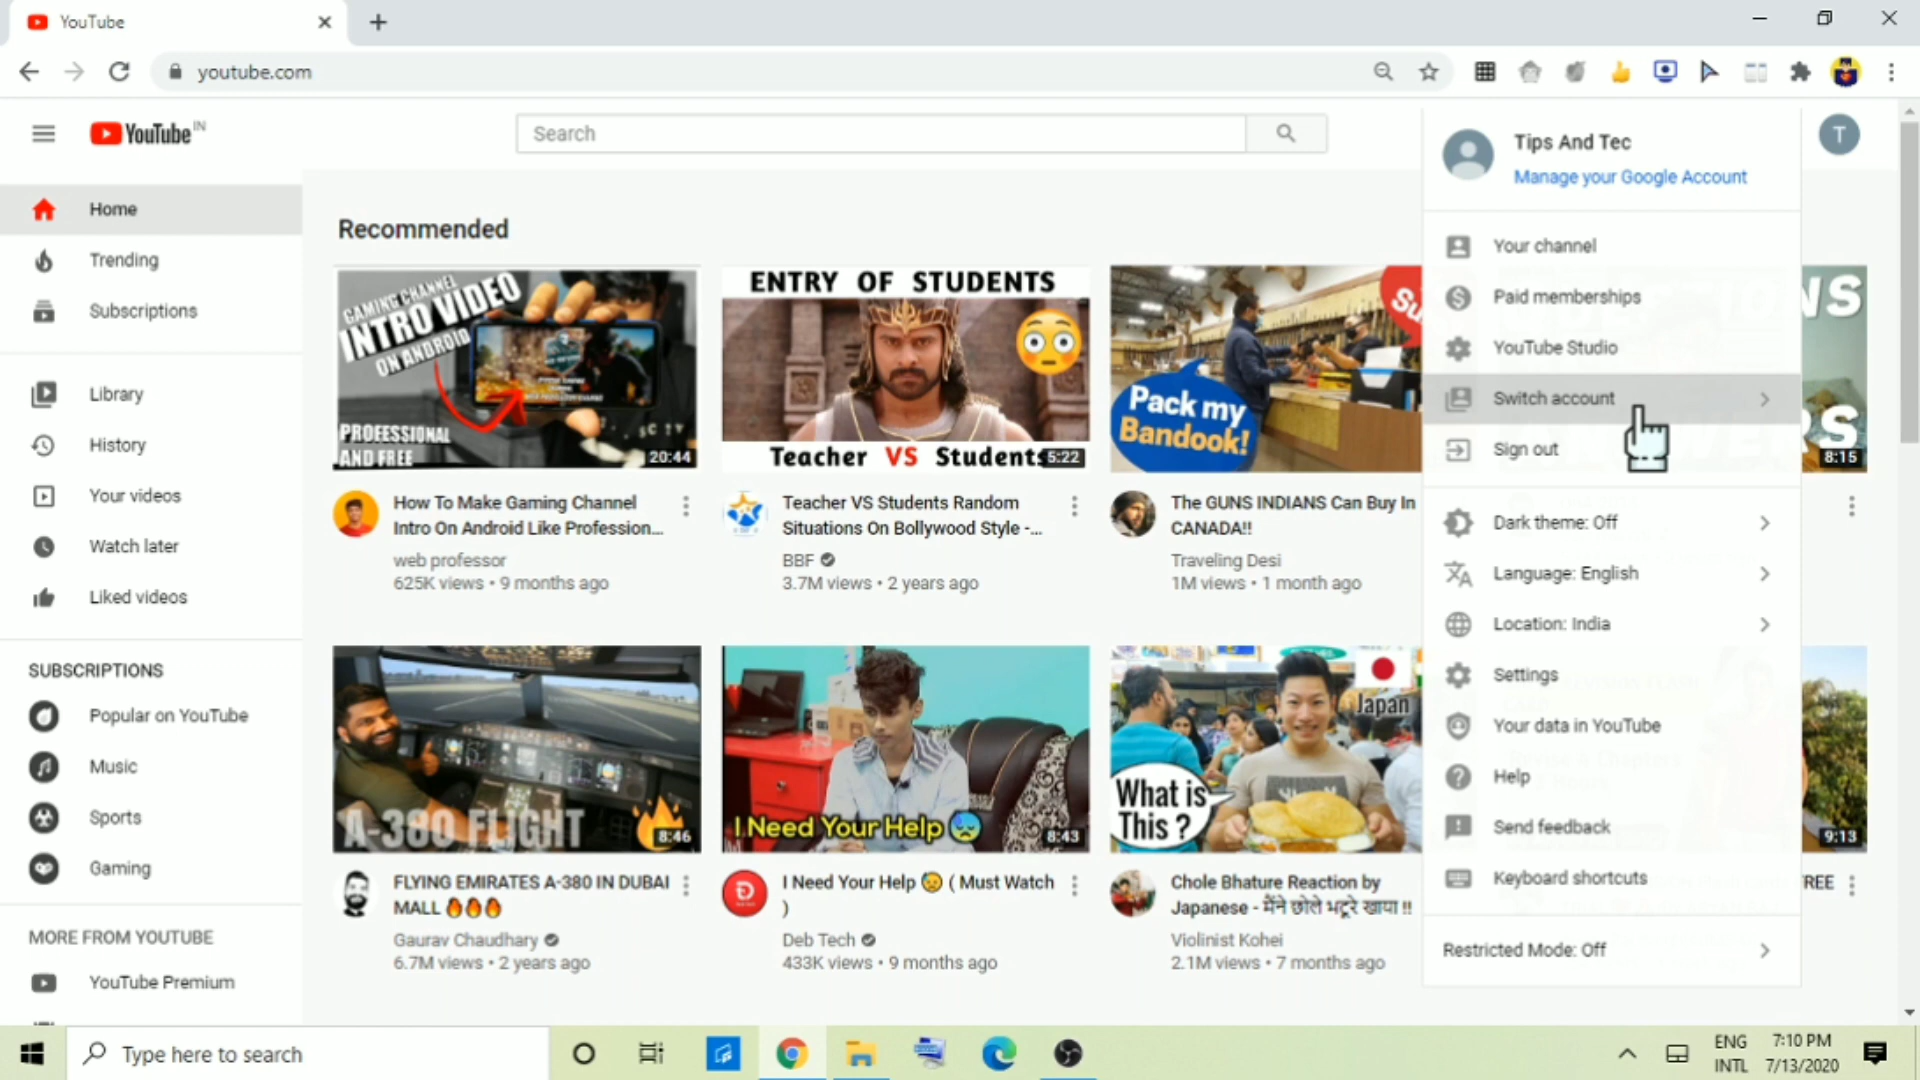 YouTube
youtube.com
YouTube IN
Search
Tips And Tec
Manage your Google Account
T
Home
Trending
Subscriptions
Library
History
Your videos
Watch later
Liked videos
SUBSCRIPTIONS
Popular on YouTube
Music
Sports
Gaming
MORE FROM YOUTUBE
YouTube Premium
Recommended
GAMING CHANNEL
INTRO VIDEO
ON ANDROID
PROFESSIONAL
AND FREE
20:44
How To Make Gaming Channel
Intro On Android Like Profession...
web professor
625K views • 9 months ago
ENTRY OF STUDENTS
Teacher VS Students
5:22
Teacher VS Students Random
Situations On Bollywood Style -...
BBF
3.7M views • 2 years ago
Su
Pack my
Bandook!
The GUNS INDIANS Can Buy In
CANADA!!
Traveling Desi
1M views • 1 month ago
NS
RS
8:15
A-380 FLIGHT
8:46
FLYING EMIRATES A-380 IN DUBAI
MALL 🔥🔥🔥
Gaurav Chaudhary
6.7M views • 2 years ago
I Need Your Help 😥
8:43
I Need Your Help 😥 ( Must Watch
)
Deb Tech
433K views • 9 months ago
Japan
What is
This ?
Chole Bhature Reaction by
Japanese - मैंने छोले भटूरे खाया !!
Violinist Kohei
2.1M views • 7 months ago
9:13
REE
Your channel
Paid memberships
YouTube Studio
Switch account
Sign out
Dark theme: Off
Language: English
Location: India
Settings
Your data in YouTube
Help
Send feedback
Keyboard shortcuts
Restricted Mode: Off
Type here to search
ENG
INTL
7:10 PM
7/13/2020